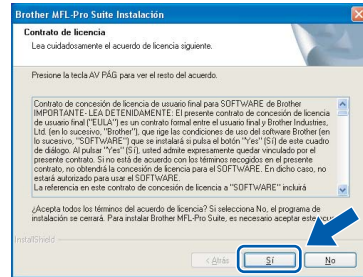 Brother MFL-Pro Suite Instalación
Contrato de licencia
Lea cuidadosamente el acuerdo de licencia siguiente.
Presione la tecla AV PÁG para ver el resto del acuerdo.
Contrato de concesión de licencia de usuario final para SOFTWARE de Brother
IMPORTANTE- LEA DETENIDAMENTE: El presente contrato de concesión de licencia
de usuario final ("EULA") es un contrato formal entre el usuario final y Brother Industries,
Ltd. (en lo sucesivo, "Brother"), que rige las condiciones de uso del software Brother (en
lo sucesivo, "SOFTWARE") que se instalará si pulsa el botón "Yes" (Sí) de este cuadro
de diálogo. Al pulsar "Yes" (Sí), usted admite expresamente quedar vinculado por el
presente contrato. Si no está de acuerdo con los términos recogidos en el presente
contrato, no obtendrá la concesión de licencia para el SOFTWARE. En dicho caso, no
estará autorizado para usar el SOFTWARE.
La referencia en este contrato de concesión de licencia a "SOFTWARE" incluirá
¿Acepta todos los términos del acuerdo de licencia? Si selecciona No, el programa de
instalación se cerrará. Para instalar Brother MFL-Pro Suite, es necesario aceptar este
InstallShield
< Atrás
Sí
No